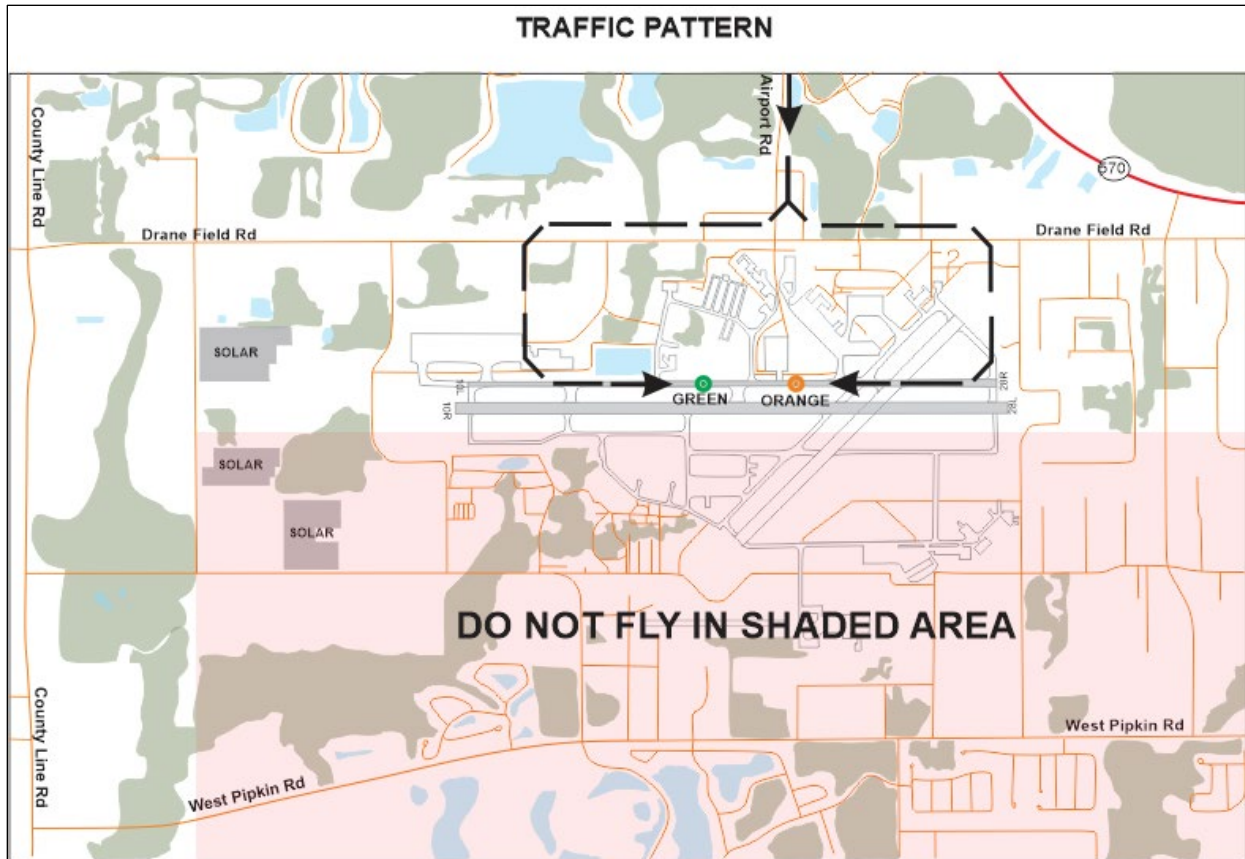 TRAFFIC PATTERN
County Line Rd
Airport Rd
570
Drane Field Rd
Drane Field Rd
SOLAR
10L
28R
GREEN
ORANGE
10R
28L
SOLAR
SOLAR
DO NOT FLY IN SHADED AREA
County Line Rd
West Pipkin Rd
West Pipkin Rd